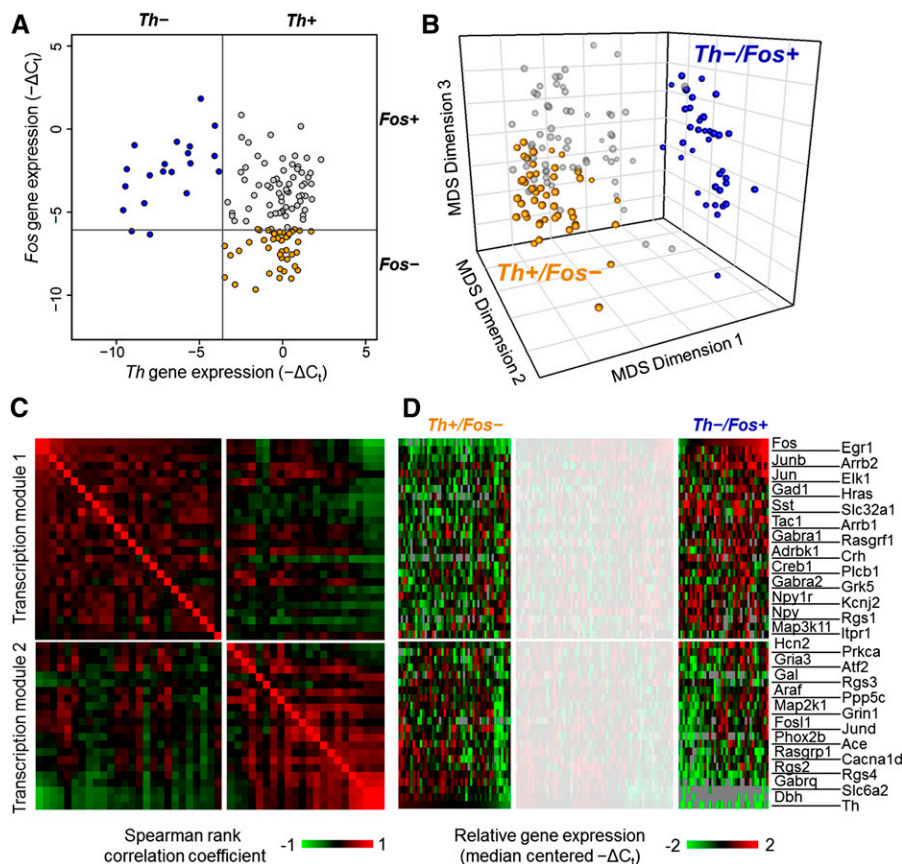 A
Th−
Th+
Fos gene expression (−ΔCt)
0
−5
−10
Fos+
Fos−
−10
−5
0
5
Th gene expression (−ΔCt)
B
Th−/Fos+
Th+/Fos−
MDS Dimension 3
MDS Dimension 2
MDS Dimension 1
C
Transcription module 1
Transcription module 2
Spearman rank
correlation coefficient
-1
1
D
Th+/Fos−
Th−/Fos+
Fos
Egr1
Junb
Arrb2
Jun
Elk1
Gad1
Hras
Sst
Slc32a1
Tac1
Arrb1
Gabra1
Rasgrf1
Adrbk1
Crh
Creb1
Plcb1
Gabra2
Grk5
Npy1r
Kcnj2
Npy
Rgs1
Map3k11
Itpr1
Hcn2
Prkca
Gria3
Atf2
Gal
Rgs3
Araf
Ppp5c
Map2k1
Grin1
Fosl1
Jund
Phox2b
Ace
Rasgrp1
Cacna1d
Rgs2
Rgs4
Gabrq
Slc6a2
Dbh
Th
Relative gene expression
(median centered −ΔCt)
-2
2